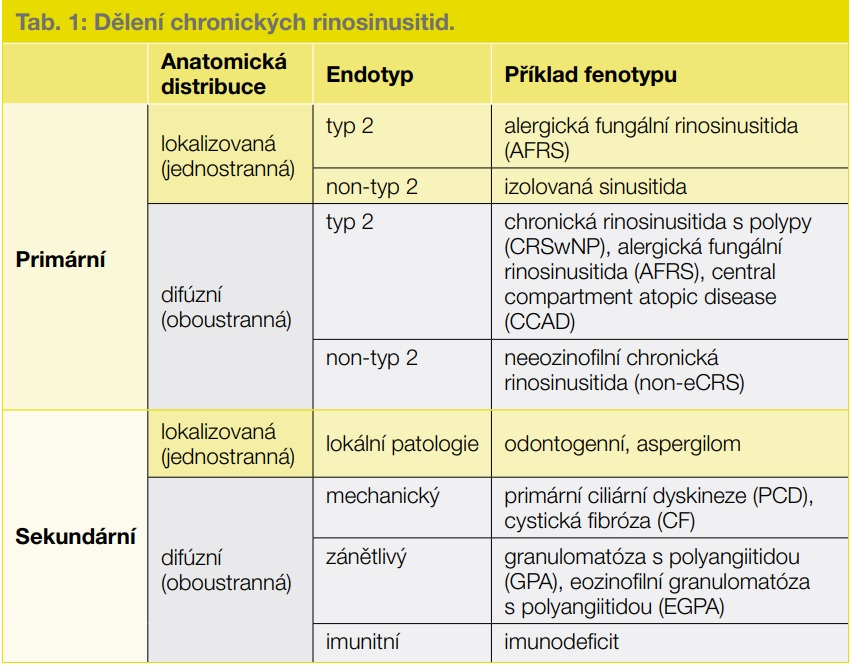 Tab. 1: Dělení chronických rinosinusitid.
Anatomická
distribuce
Endotyp
Příklad fenotypu
Primární
lokalizovaná
(jednostranná)
typ 2
alergická fungální rinosinusitida
(AFRS)
non-typ 2
izolovaná sinusitida
difúzní
(oboustranná)
typ 2
chronická rinosinusitida s polypy
(CRSwNP), alergická fungální
rinosinusitida (AFRS), central
compartment atopic disease
(CCAD)
non-typ 2
neeozinofilní chronická
rinosinusitida (non-eCRS)
Sekundární
lokalizovaná
(jednostranná)
lokální patologie
odontogenní, aspergilom
difúzní
(oboustranná)
mechanický
primární ciliární dyskineze (PCD),
cystická fibróza (CF)
zánětlivý
granulomatóza s polyangiitidou
(GPA), eozinofilní granulomatóza
s polyangiitidou (EGPA)
imunitní
imunodeficit